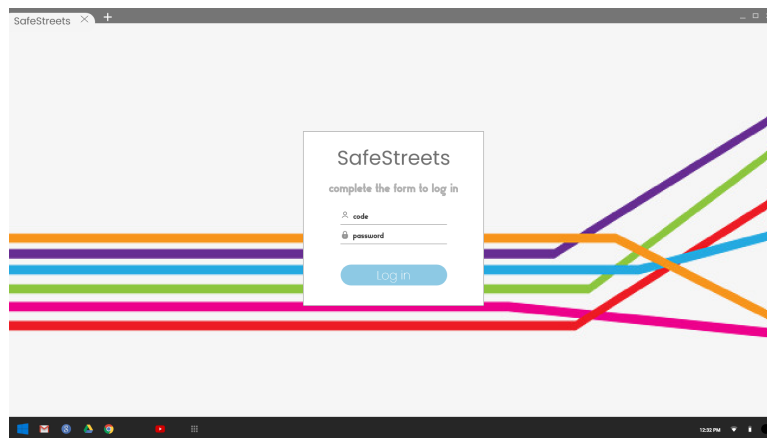 SafeStreets
SafeStreets
complete the form to log in
code
password
Log in
12:32 PM